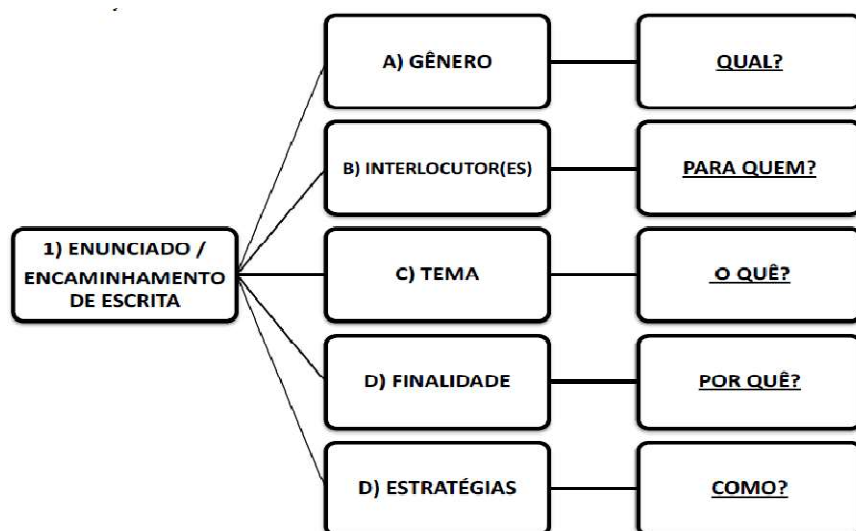 A) GÊNERO
QUAL?
B) INTERLOCUTOR(ES)
PARA QUEM?
1) ENUNCIADO /
ENCAMINHAMENTO
DE ESCRITA
C) TEMA
O QUÊ?
D) FINALIDADE
POR QUÊ?
D) ESTRATÉGIAS
COMO?